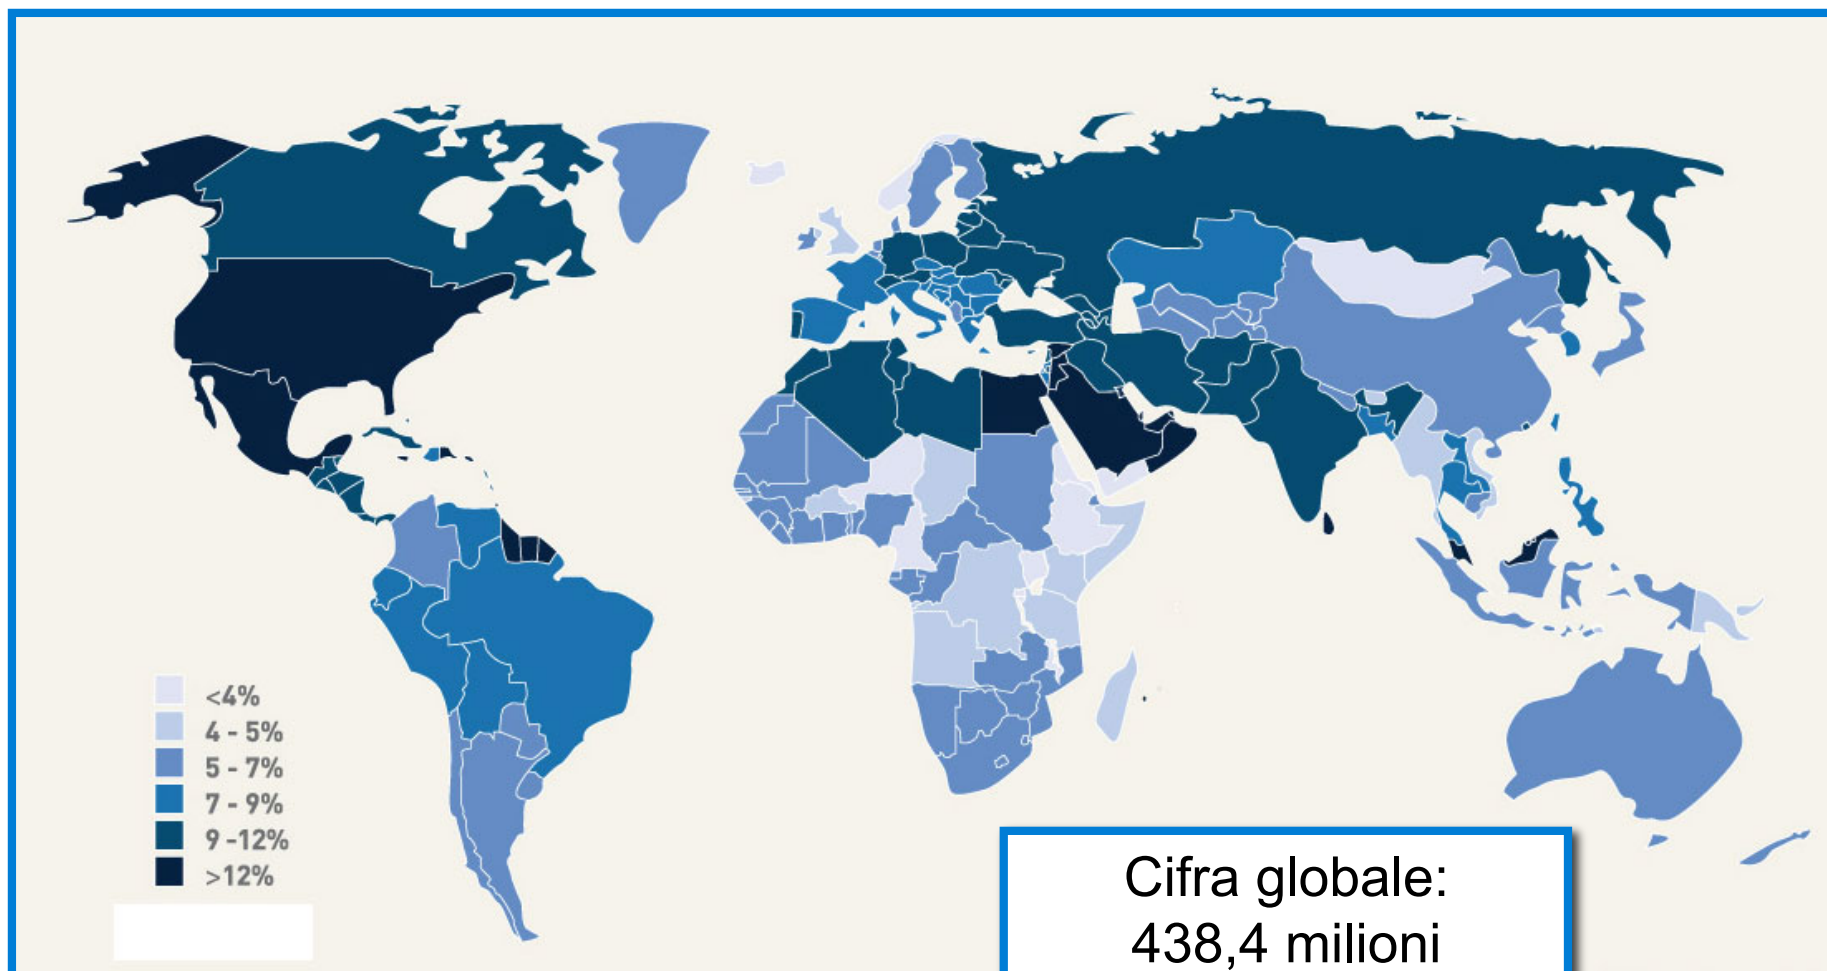 <4%
4 - 5%
5 - 7%
7 - 9%
9 -12%
>12%
Cifra globale:
438,4 milioni